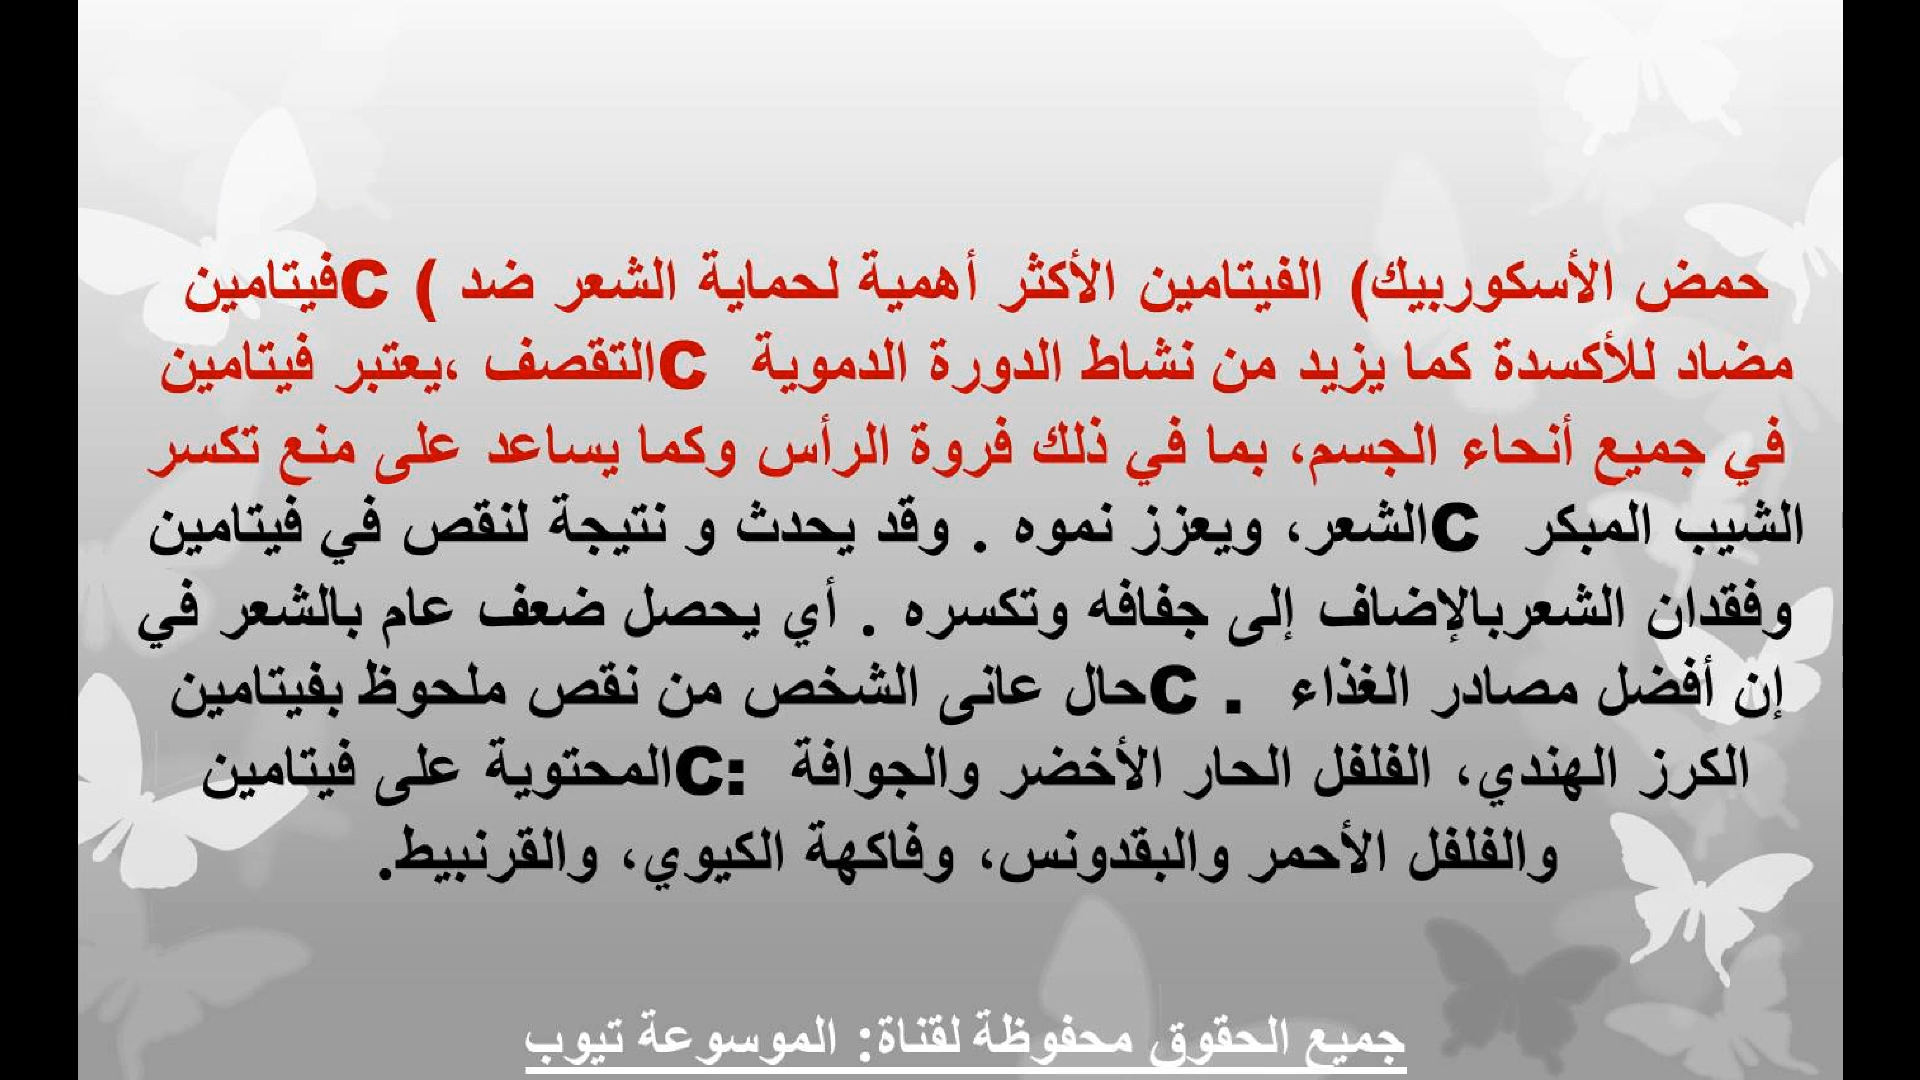 حمض الأسكوربيك) الفيتامين الأكثر أهمية لحماية الشعر ضد ) Cفيتامين
مضاد للأكسدة كما يزيد من نشاط الدورة الدموية Cالتقصف ،يعتبر فيتامين
في جميع أنحاء الجسم، بما في ذلك فروة الرأس وكما يساعد على منع تكسر
الشيب المبكر Cالشعر، ويعزز نموه . وقد يحدث و نتيجة لنقص في فيتامين
وفقدان الشعربالإضاف إلى جفافه وتكسره . أي يحصل ضعف عام بالشعر في
إن أفضل مصادر الغذاء . Cحال عانى الشخص من نقص ملحوظ بفيتامين
الكرز الهندي، الفلفل الحار الأخضر والجوافة :Cالمحتوية على فيتامين
والفلفل الأحمر والبقدونس، وفاكهة الكيوي، والقرنبيط.
جميع الحقوق محفوظة لقناة: الموسوعة تيوب